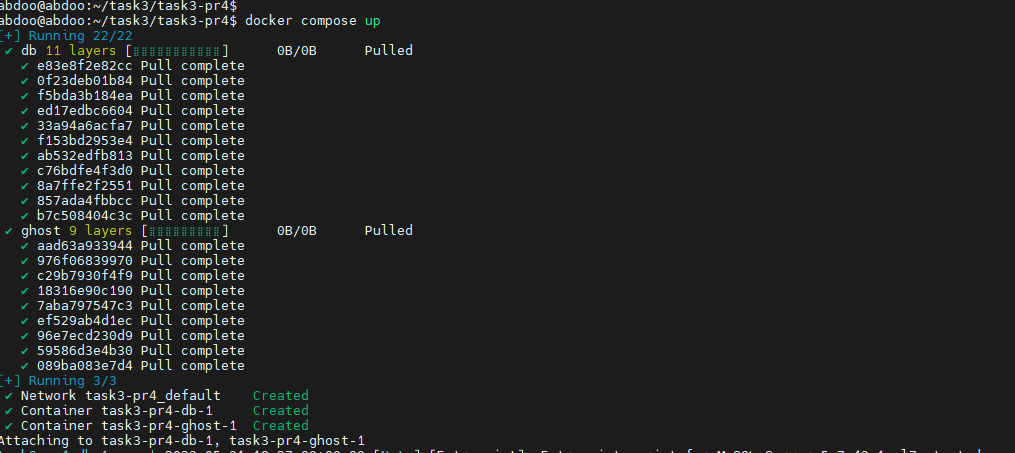 abdoo@abdoo:~/task3/task3-pr4$
abdoo@abdoo:~/task3/task3-pr4$ docker compose up
[+] Running 22/22
✔ db 11 layers [⣿⣿⣿⣿⣿⣿⣿⣿⣿⣿⣿] 0B/0B Pulled
✔ e83e8f2e82cc Pull complete
✔ 0f23deb01b84 Pull complete
✔ f5bda3b184ea Pull complete
✔ ed17edbc6604 Pull complete
✔ 33a94a6acfa7 Pull complete
✔ f153bd2953e4 Pull complete
✔ ab532edfb813 Pull complete
✔ c76bdfe4f3d0 Pull complete
✔ 8a7ffe2f2551 Pull complete
✔ 857ada4fbbcc Pull complete
✔ b7c508404c3c Pull complete
✔ ghost 9 layers [⣿⣿⣿⣿⣿⣿⣿⣿⣿] 0B/0B Pulled
✔ aad63a933944 Pull complete
✔ 976f06839970 Pull complete
✔ c29b7930f4f9 Pull complete
✔ 18316e90c190 Pull complete
✔ 7aba797547c3 Pull complete
✔ ef529ab4d1ec Pull complete
✔ 96e7ecd230d9 Pull complete
✔ 59586d3e4b30 Pull complete
✔ 089ba083e7d4 Pull complete
[+] Running 3/3
✔ Network task3-pr4_default Created
✔ Container task3-pr4-db-1 Created
✔ Container task3-pr4-ghost-1 Created
Attaching to task3-pr4-db-1, task3-pr4-ghost-1